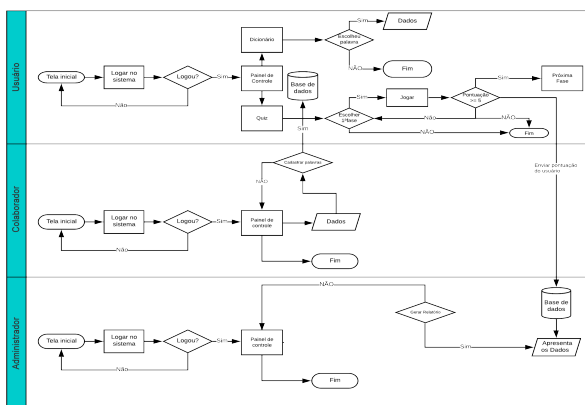 Usuário
Tela inicial
Logar no
sistema
Logou?
Não
Sim
Painel de
Controle
Dicionário
Escolheu
palavra
Sim
Dados
NÃO
Fim
Base de
dados
Quiz
Escolher
1ªfase
Sim
Jogar
Pontuação
>= 5
Sim
Próxima
Fase
Não
NÃO
NÃO
Fim
Sim
Enviar pontuação
do usuário
Colaborador
Tela inicial
Logar no
sistema
Logou?
Não
Sim
Painel de
controle
Cadastrar palavras
NÃO
Dados
Fim
Administrador
Tela inicial
Logar no
sistema
Logou?
Não
Sim
Painel de
controle
NÃO
Gerar Relatório
Sim
Base de
dados
Apresenta
os Dados
Fim